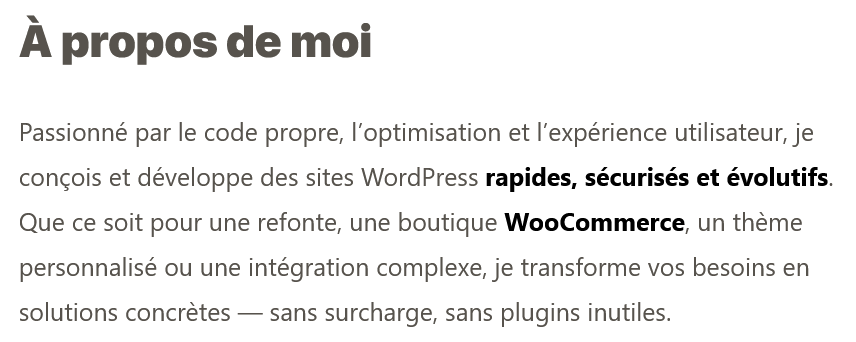 À propos de moi
Passionné par le code propre, l’optimisation et l’expérience utilisateur, je
conçois et développe des sites WordPress rapides, sécurisés et évolutifs.
Que ce soit pour une refonte, une boutique WooCommerce, un thème
personnalisé ou une intégration complexe, je transforme vos besoins en
solutions concrètes — sans surcharge, sans plugins inutiles.